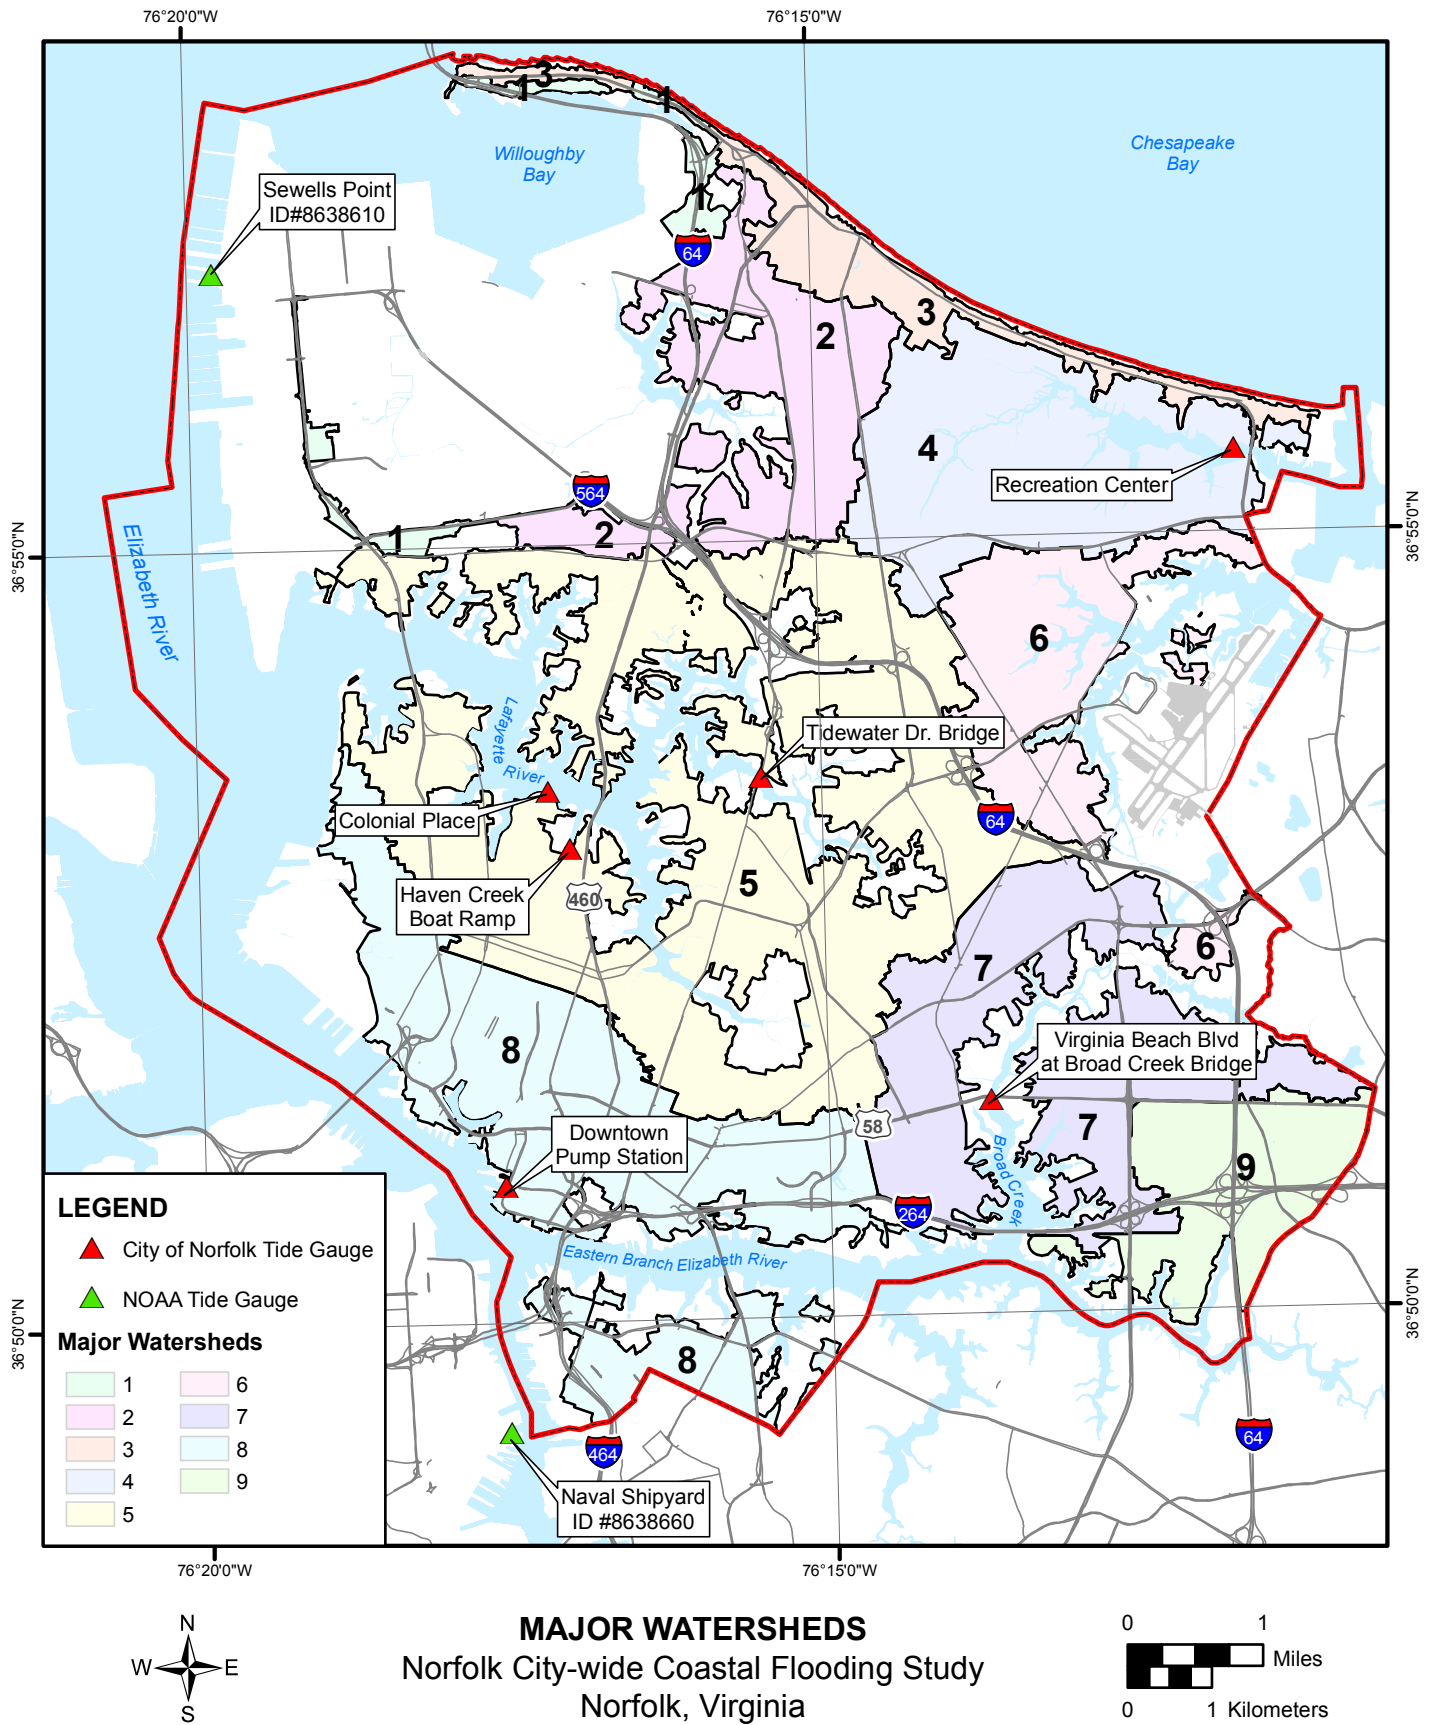 76°20'0"W
76°15'0"W
3
1
1
Willoughby
Bay
Chesapeake
Bay
Sewells Point
ID#8638610
1
64
3
2
4
Recreation Center
564
36°55'0"N
36°55'0"N
1
2
Elizabeth River
6
Lafayette
River
Tidewater Dr. Bridge
Colonial Place
64
5
Haven Creek
Boat Ramp
460
6
7
8
Virginia Beach Blvd
at Broad Creek Bridge
58
7
Downtown
Pump Station
Broad Creek
9
264
Eastern Branch Elizabeth River
36°50'0"N
36°50'0"N
8
64
464
Naval Shipyard
ID #8638660
LEGEND
City of Norfolk Tide Gauge
NOAA Tide Gauge
Major Watersheds
1
2
3
4
5
6
7
8
9
76°20'0"W
76°15'0"W
N
W E
S
MAJOR WATERSHEDS
Norfolk City-wide Coastal Flooding Study
Norfolk, Virginia
0 1
Miles
0 1 Kilometers